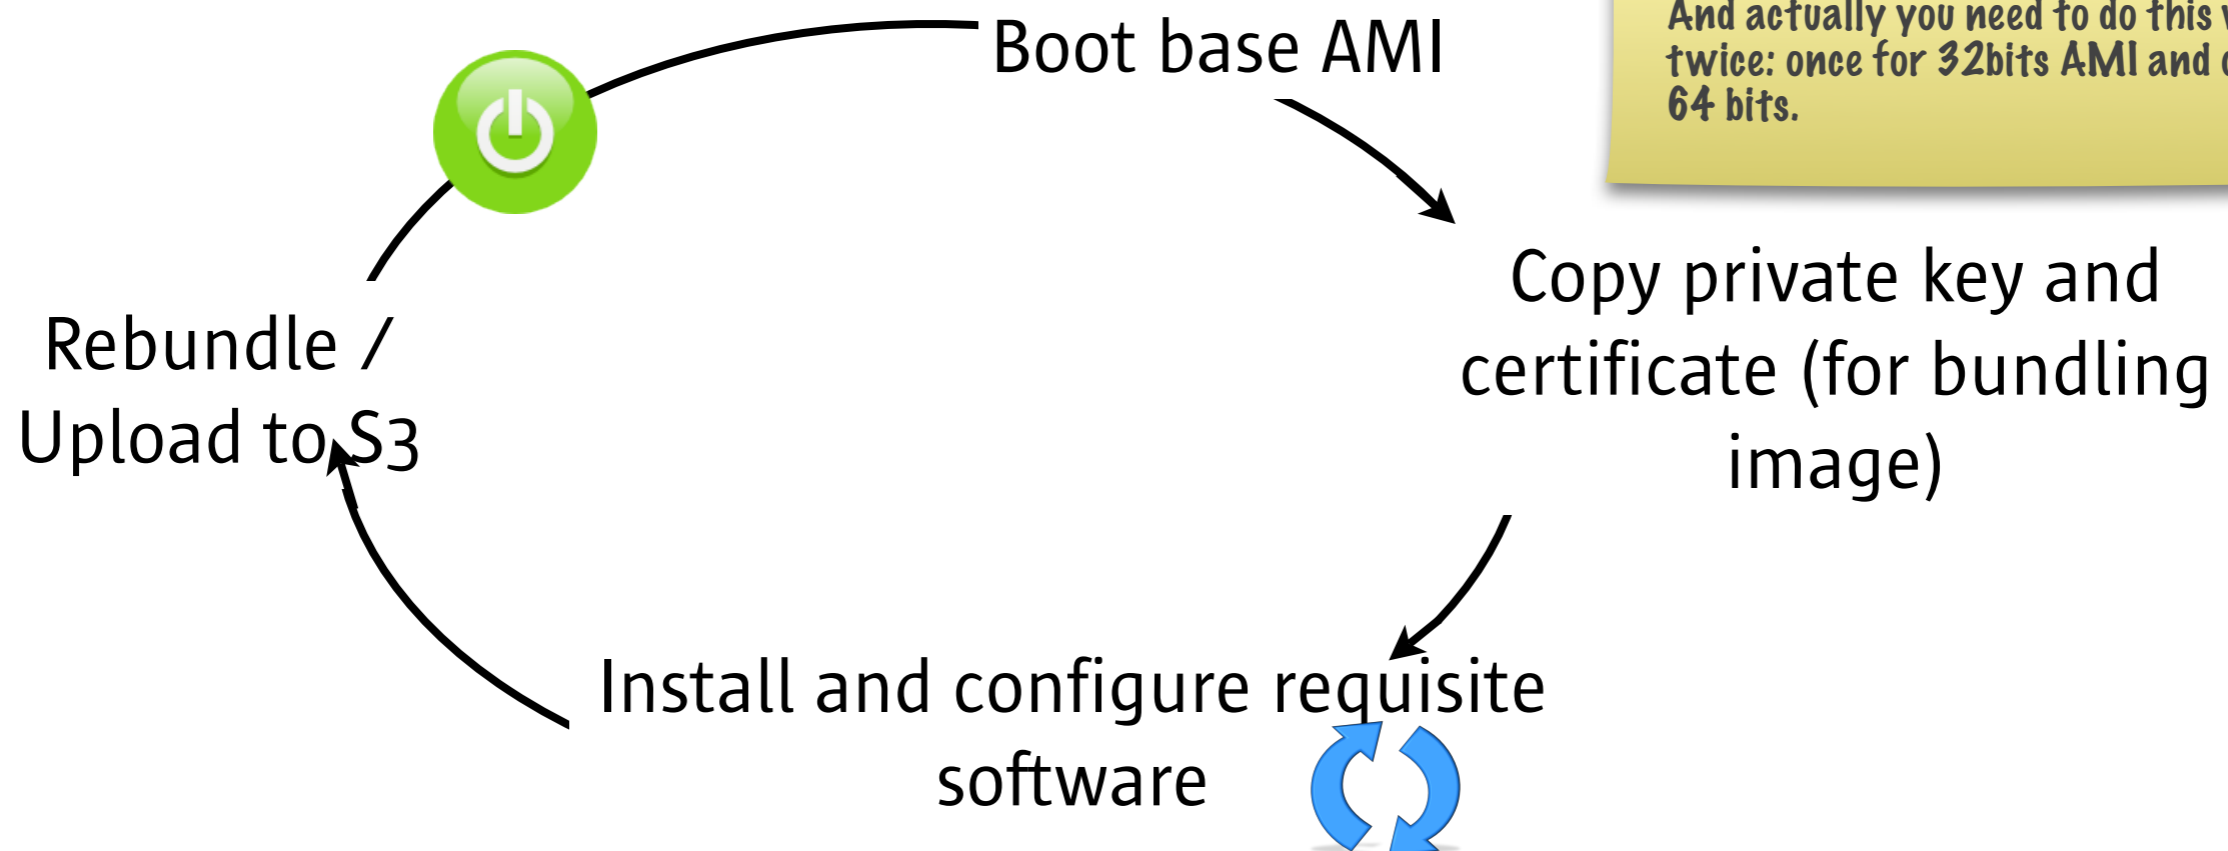 Boot base AMI
And actually you need to do this
twice: once for 32bits AMI and
64 bits.
Copy private key and
certificate (for bundling
image)
Install and configure requisite
software
Rebundle /
Upload to S3